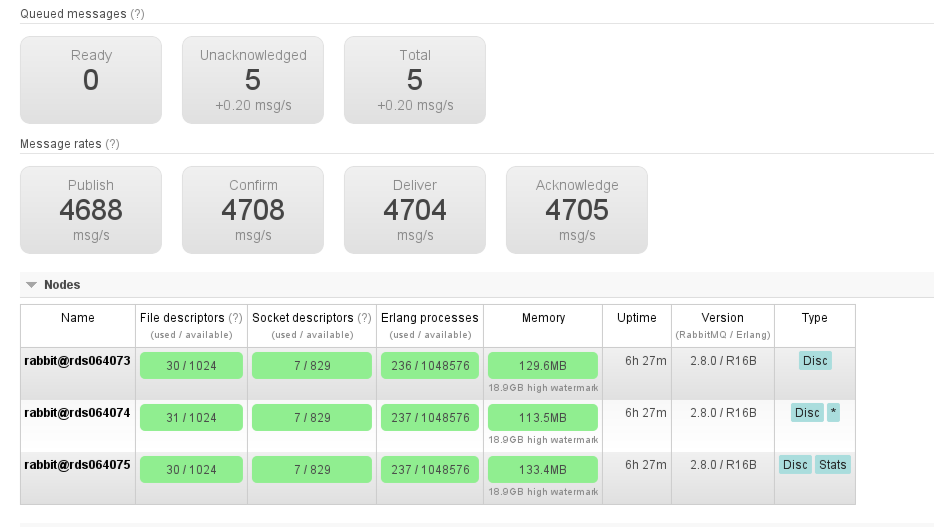 Queued messages (?)
Ready Unacknowledged Total
0 5 5
+0.20 msg/s +0.20 msg/s
Message rates (?)
Publish Confirm Deliver Acknowledge
4688 4708 4704 4705
msg/s msg/s msg/s msg/s
Nodes
Name File descriptors (?) Socket descriptors (?) Erlang processes Memory Uptime Version Type
(used / available) (used / available) (used / available) (RabbitMQ / Erlang)
rabbit@rds064073 30 / 1024 7 / 829 236 / 1048576 129.6MB 6h 27m 2.8.0 / R16B Disc
18.9GB high watermark
rabbit@rds064074 31 / 1024 7 / 829 237 / 1048576 113.5MB 6h 27m 2.8.0 / R16B Disc *
18.9GB high watermark
rabbit@rds064075 30 / 1024 7 / 829 237 / 1048576 133.4MB 6h 27m 2.8.0 / R16B Disc Stats
18.9GB high watermark